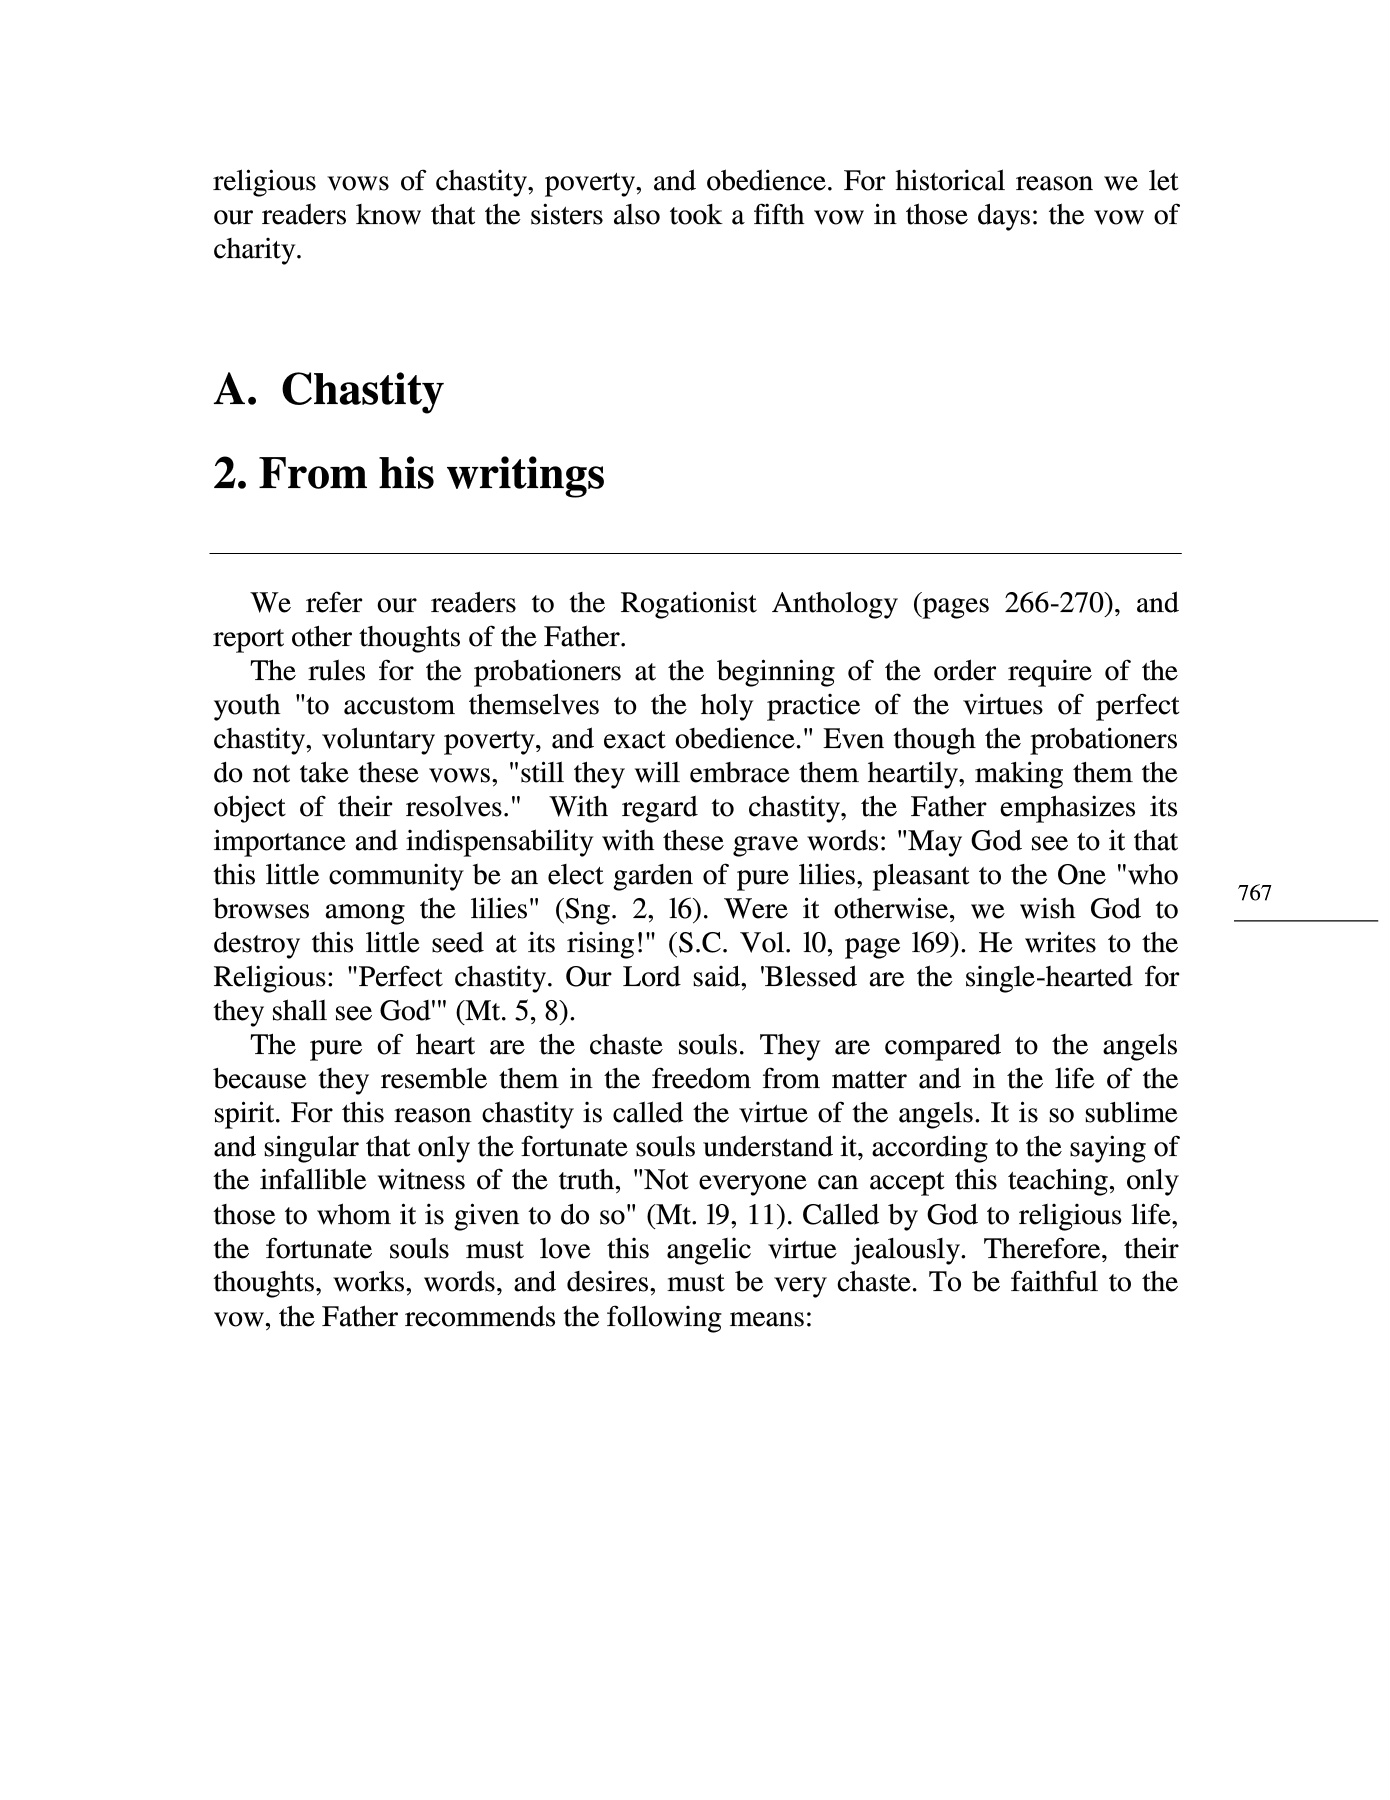 religious vows of chastity, poverty, and obedience. For historical reason we let
our readers know that the sisters also took a fifth vow in those days: the vow of
charity.
A.  Chastity
2. From his writings
We refer our readers to the Rogationist Anthology (pages 266-270), and
report other thoughts of the Father.
The rules for the probationers at the beginning of the order require of the
youth "to accustom themselves to the holy practice of the virtues of perfect
chastity, voluntary poverty, and exact obedience." Even though the probationers
do not take these vows, "still they will embrace them heartily, making them the
object of their resolves."  With regard to chastity, the Father emphasizes its
importance and indispensability with these grave words: "May God see to it that
this little community be an elect garden of pure lilies, pleasant to the One "who
browses among the lilies" (Sng. 2, l6). Were it otherwise, we wish God to
destroy this little seed at its rising!" (S.C. Vol. l0, page l69). He writes to the
Religious: "Perfect chastity. Our Lord said, 'Blessed are the single-hearted for
they shall see God'" (Mt. 5, 8).
The pure of heart are the chaste souls. They are compared to the angels
because they resemble them in the freedom from matter and in the life of the
spirit. For this reason chastity is called the virtue of the angels. It is so sublime
and singular that only the fortunate souls understand it, according to the saying of
the infallible witness of the truth, "Not everyone can accept this teaching, only
those to whom it is given to do so" (Mt. l9, 11). Called by God to religious life,
the fortunate souls must love this angelic virtue jealously. Therefore, their
thoughts, works, words, and desires, must be very chaste. To be faithful to the
vow, the Father recommends the following means:
767